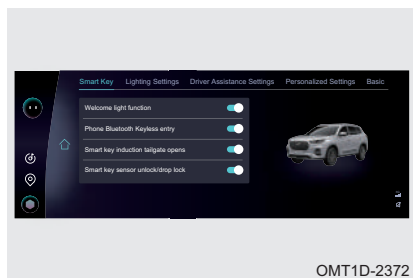 Smart Key Lighting Settings Driver Assistance Settings Personalized Settings Basic
Welcome light function
Phone Bluetooth Keyless entry
Smart key induction tailgate opens
Smart key sensor unlock/drop lock
OMT1D-2372